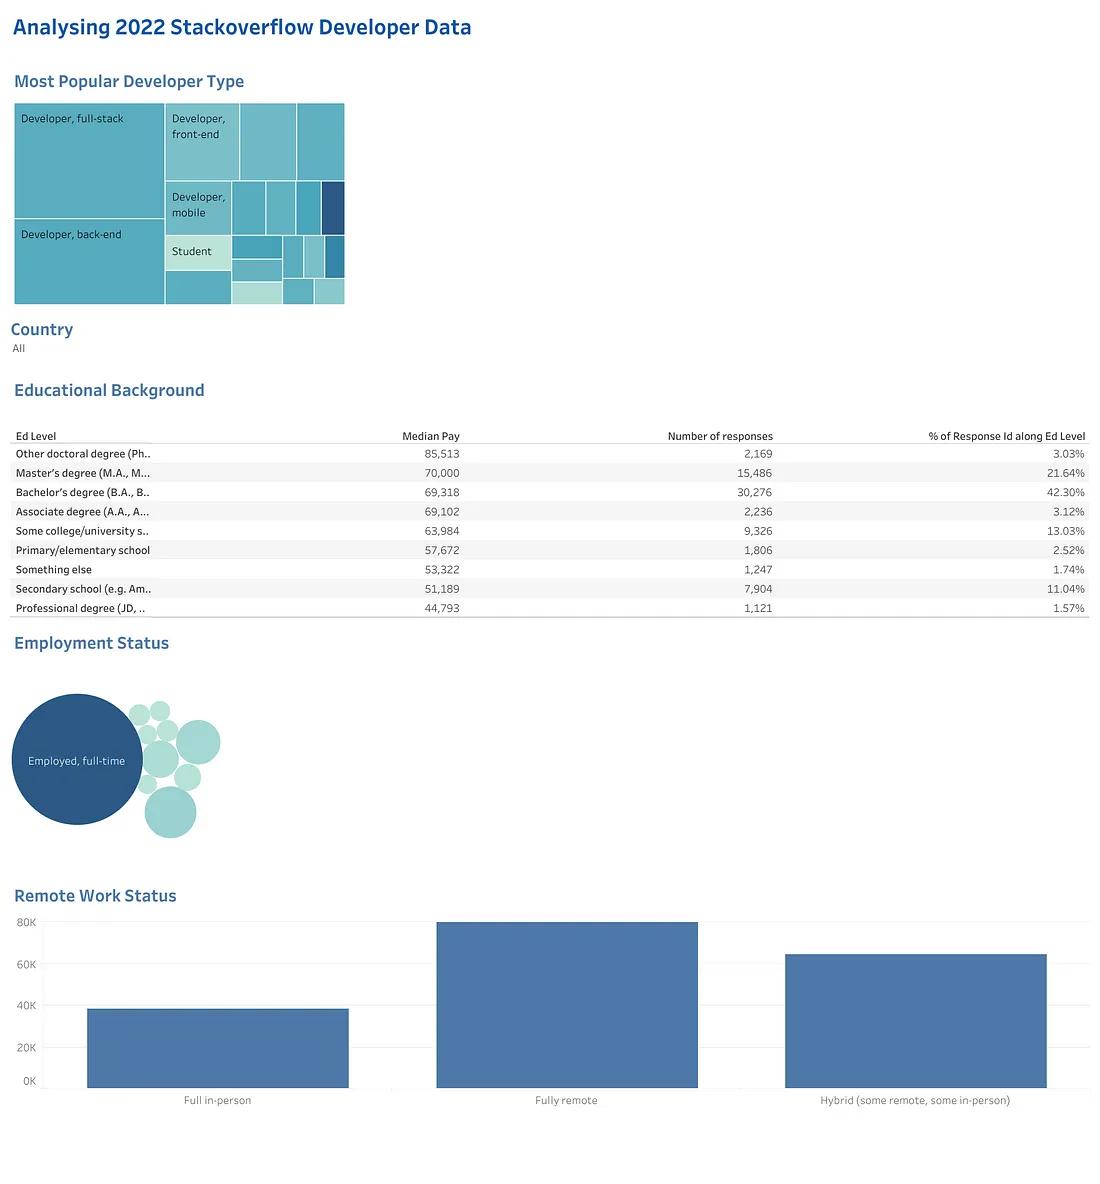 Analysing 2022 Stackoverflow Developer Data
Most Popular Developer Type
Developer, full-stack
Developer, front-end
Developer, mobile
Developer, back-end
Student
Country
All
Educational Background
Ed Level Median Pay Number of responses % of Response Id along Ed Level
Other doctoral degree (Ph.. 85,513 2,169 3.03%
Master's degree (M.A., M... 70,000 15,486 21.64%
Bachelor's degree (B.A., B.. 69,318 30,276 42.30%
Associate degree (A.A., A... 69,102 2,236 3.12%
Some college/university s.. 63,984 9,326 13.03%
Primary/elementary school 57,672 1,806 2.52%
Something else 53,322 1,247 1.74%
Secondary school (e.g. Am.. 51,189 7,904 11.04%
Professional degree (JD, .. 44,793 1,121 1.57%
Employment Status
Employed, full-time
Remote Work Status
80K
60K
40K
20K
0K
Full in-person Fully remote Hybrid (some remote, some in-person)